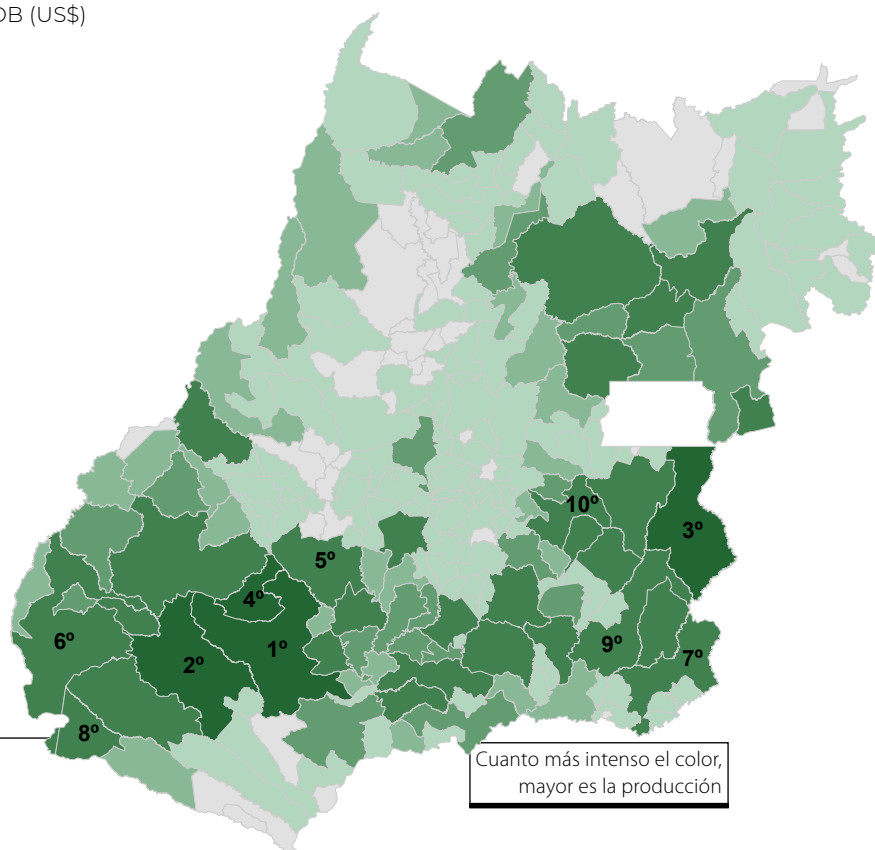 OB (US$)
10º
3º
5º
4º
1º
6º
9º
2º
7º
8º
Cuanto más intenso el color,
mayor es la producción